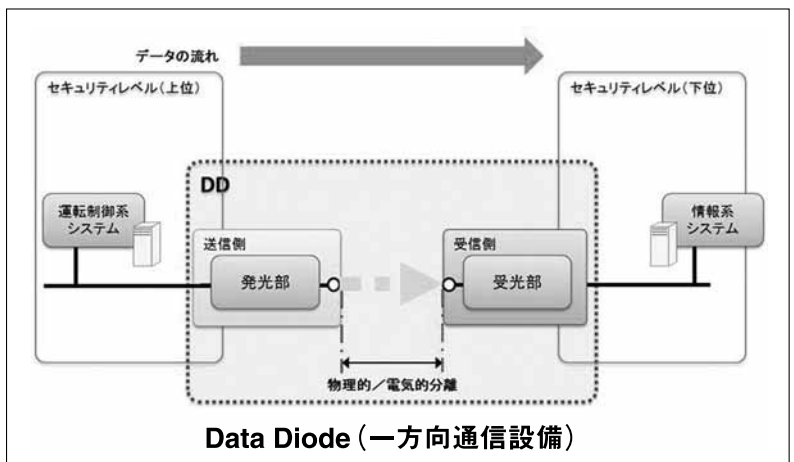 データの流れ
セキュリティレベル(上位)
セキュリティレベル(下位)
DD
運転制御系
システム
情報系
システム
送信側
発光部
受信側
受光部
物理的/電気的分離
Data Diode(一方向通信設備)